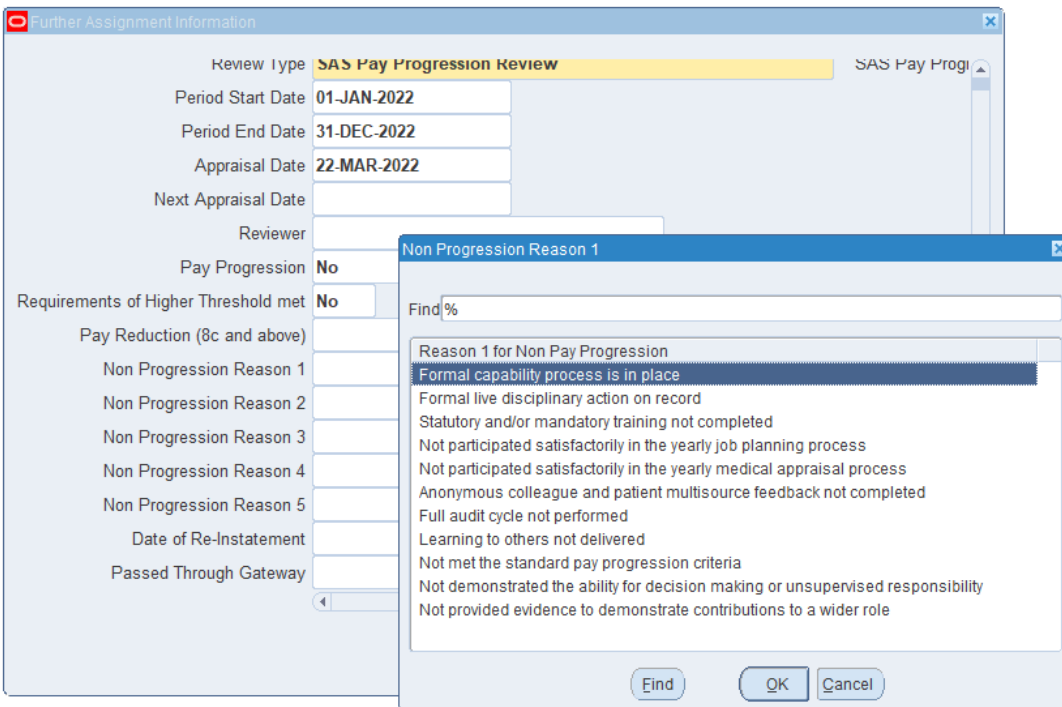 Further Assignment Information
Review Type SAS Pay Progression Review SAS Pay Progr
Period Start Date 01-JAN-2022
Period End Date 31-DEC-2022
Appraisal Date 22-MAR-2022
Next Appraisal Date
Reviewer
Pay Progression No
Requirements of Higher Threshold met No
Pay Reduction (8c and above)
Non Progression Reason 1
Non Progression Reason 2
Non Progression Reason 3
Non Progression Reason 4
Non Progression Reason 5
Date of Re-Instatement
Passed Through Gateway
Non Progression Reason 1
Find %
Reason 1 for Non Pay Progression
Formal capability process is in place
Formal live disciplinary action on record
Statutory and/or mandatory training not completed
Not participated satisfactorily in the yearly job planning process
Not participated satisfactorily in the yearly medical appraisal process
Anonymous colleague and patient multisource feedback not completed
Full audit cycle not performed
Learning to others not delivered
Not met the standard pay progression criteria
Not demonstrated the ability for decision making or unsupervised responsibility
Not provided evidence to demonstrate contributions to a wider role
Find OK Cancel